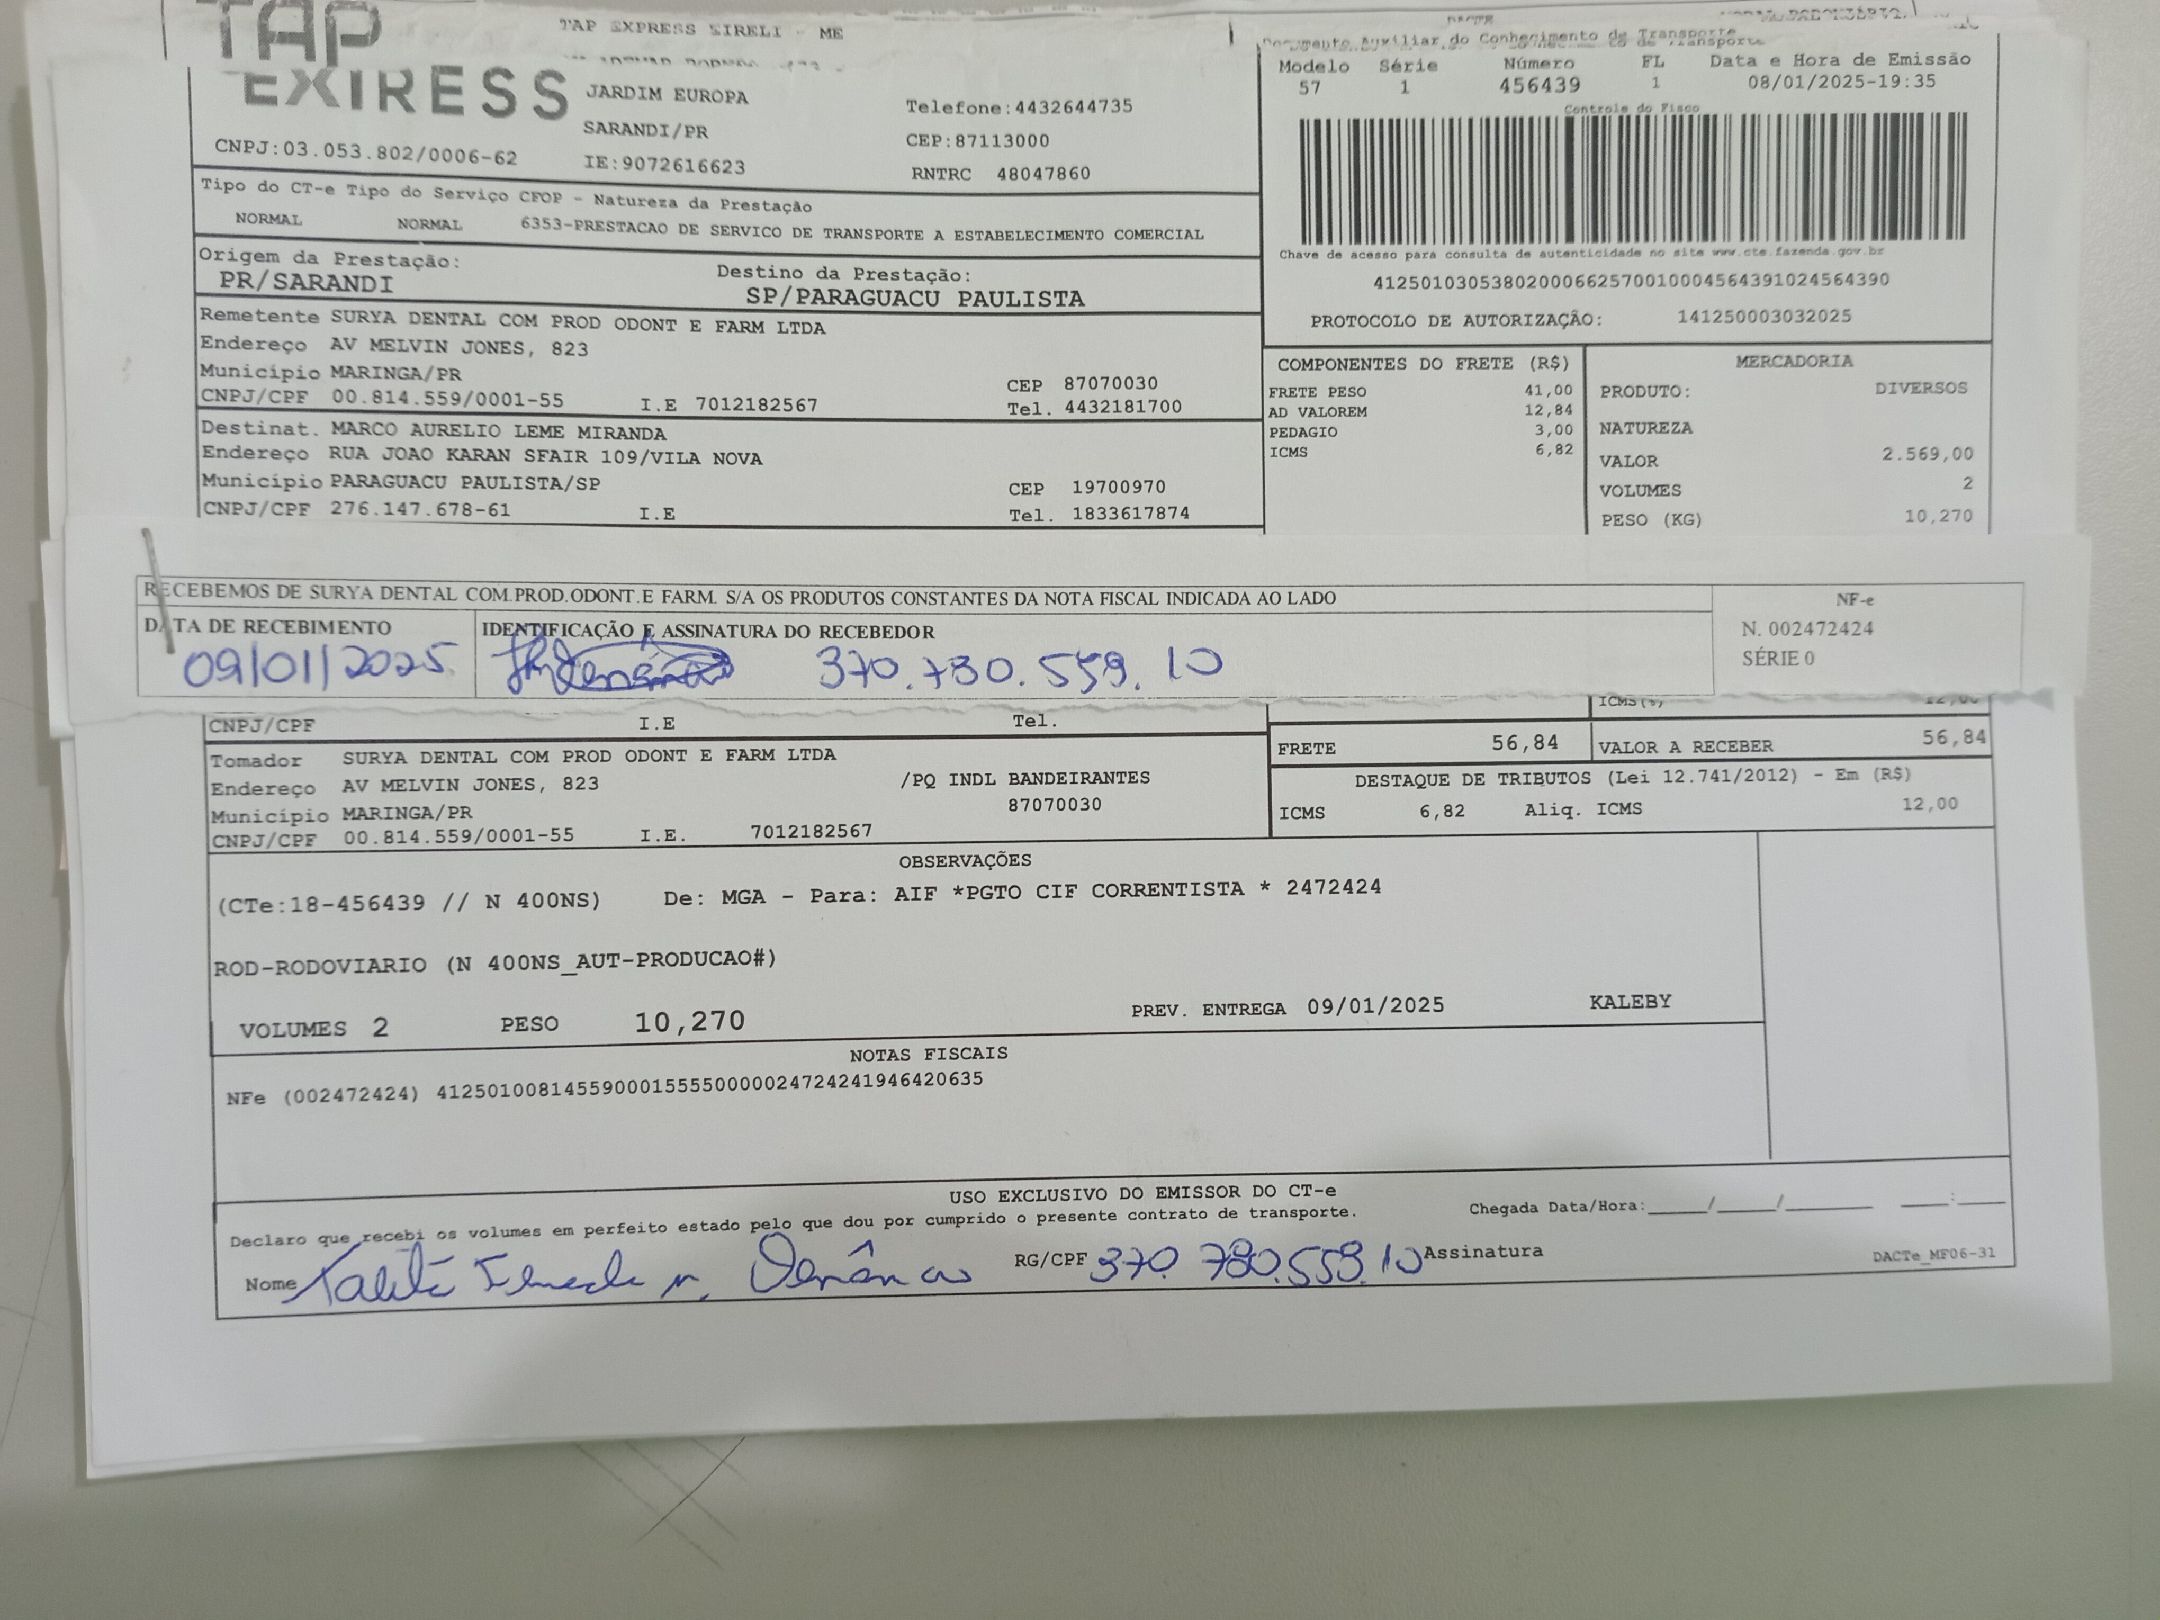 TAP
EXPRESS
TAP EXPRESS EIRELI - ME
JARDIM EUROPA
SARANDI/PR
IE:9072616623
Telefone:4432644735
CEP:87113000
RNTRC 48047860
CNPJ:03.053.802/0006-62
DACTE
Documento Auxiliar do Conhecimento de Transporte
Modelo Série Número FL Data e Hora de Emissão
57 1 456439 1 08/01/2025-19:35
Controle do Fisco
Chave de acesso para consulta de autenticidade no site www.cte.fazenda.gov.br
41250103053802000662570010004564391024564390
PROTOCOLO DE AUTORIZAÇÃO: 141250003032025
Tipo do CT-e Tipo do Serviço CFOP - Natureza da Prestação
NORMAL NORMAL 6353-PRESTACAO DE SERVICO DE TRANSPORTE A ESTABELECIMENTO COMERCIAL
Origem da Prestação: Destino da Prestação:
PR/SARANDI SP/PARAGUACU PAULISTA
Remetente SURYA DENTAL COM PROD ODONT E FARM LTDA
Endereço AV MELVIN JONES, 823
Município MARINGA/PR CEP 87070030
CNPJ/CPF 00.814.559/0001-55 I.E 7012182567 Tel. 4432181700
Destinat. MARCO AURELIO LEME MIRANDA
Endereço RUA JOAO KARAN SFAIR 109/VILA NOVA
Município PARAGUACU PAULISTA/SP CEP 19700970
CNPJ/CPF 276.147.678-61 I.E Tel. 1833617874
COMPONENTES DO FRETE (R$)
FRETE PESO 41,00
AD VALOREM 12,84
PEDAGIO 3,00
ICMS 6,82
MERCADORIA
PRODUTO: DIVERSOS
NATUREZA
VALOR 2.569,00
VOLUMES 2
PESO (KG) 10,270
RECEBEMOS DE SURYA DENTAL COM.PROD.ODONT.E FARM. S/A OS PRODUTOS CONSTANTES DA NOTA FISCAL INDICADA AO LADO
DATA DE RECEBIMENTO IDENTIFICAÇÃO E ASSINATURA DO RECEBEDOR
09/01/2025 370.780.559.10
NF-e
N. 002472424
SÉRIE 0
CNPJ/CPF I.E Tel.
ICMS(%) 12,00
Tomador SURYA DENTAL COM PROD ODONT E FARM LTDA
Endereço AV MELVIN JONES, 823 /PQ INDL BANDEIRANTES
Município MARINGA/PR 87070030
CNPJ/CPF 00.814.559/0001-55 I.E. 7012182567
FRETE 56,84 VALOR A RECEBER 56,84
DESTAQUE DE TRIBUTOS (Lei 12.741/2012) - Em (R$)
ICMS 6,82 Aliq. ICMS 12,00
OBSERVAÇÕES
(CTe:18-456439 // N 400NS) De: MGA - Para: AIF *PGTO CIF CORRENTISTA * 2472424
ROD-RODOVIARIO (N 400NS_AUT-PRODUCAO#)
VOLUMES 2 PESO 10,270 PREV. ENTREGA 09/01/2025 KALEBY
NOTAS FISCAIS
NFe (002472424) 41250100814559000155550000024724241946420635
USO EXCLUSIVO DO EMISSOR DO CT-e
Declaro que recebi os volumes em perfeito estado pelo que dou por cumprido o presente contrato de transporte. Chegada Data/Hora:____/____/______ ___:___
Nome RG/CPF 370.780.559.10 Assinatura
DACTe_MF06-31